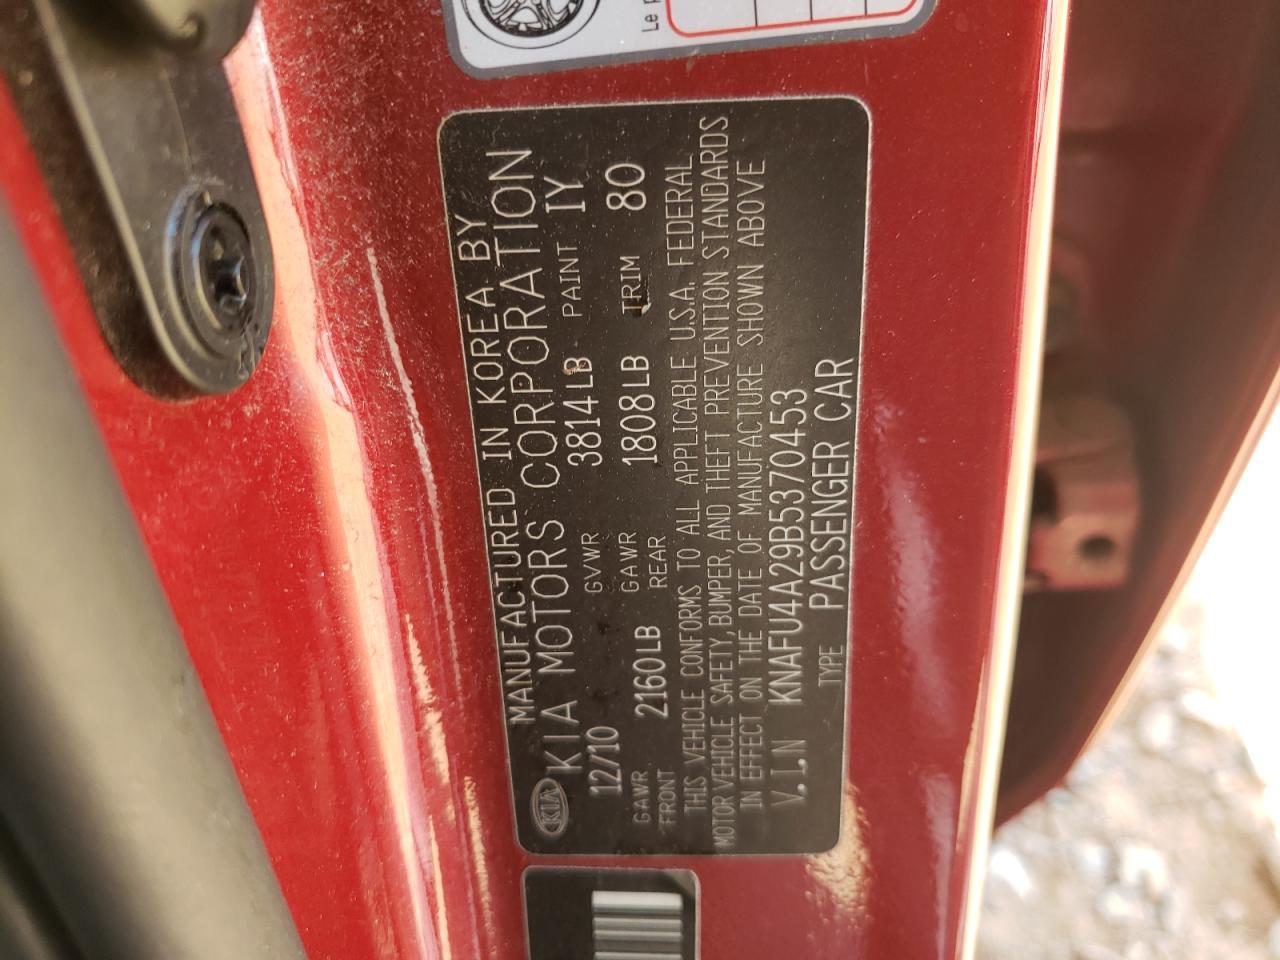 Le p
MANUFACTURED IN KOREA BY
KIA KIA MOTORS CORPORATION
12/10 GVWR 3814LB PAINT IY
GAWR FRONT 2160LB GAWR REAR 1808LB TRIM 80
THIS VEHICLE CONFORMS TO ALL APPLICABLE U.S.A. FEDERAL
MOTOR VEHICLE SAFETY, BUMPER, AND THEFT PREVENTION STANDARDS
IN EFFECT ON THE DATE OF MANUFACTURE SHOWN ABOVE
V.I.N KNAFU4A29B5370453
TYPE PASSENGER CAR